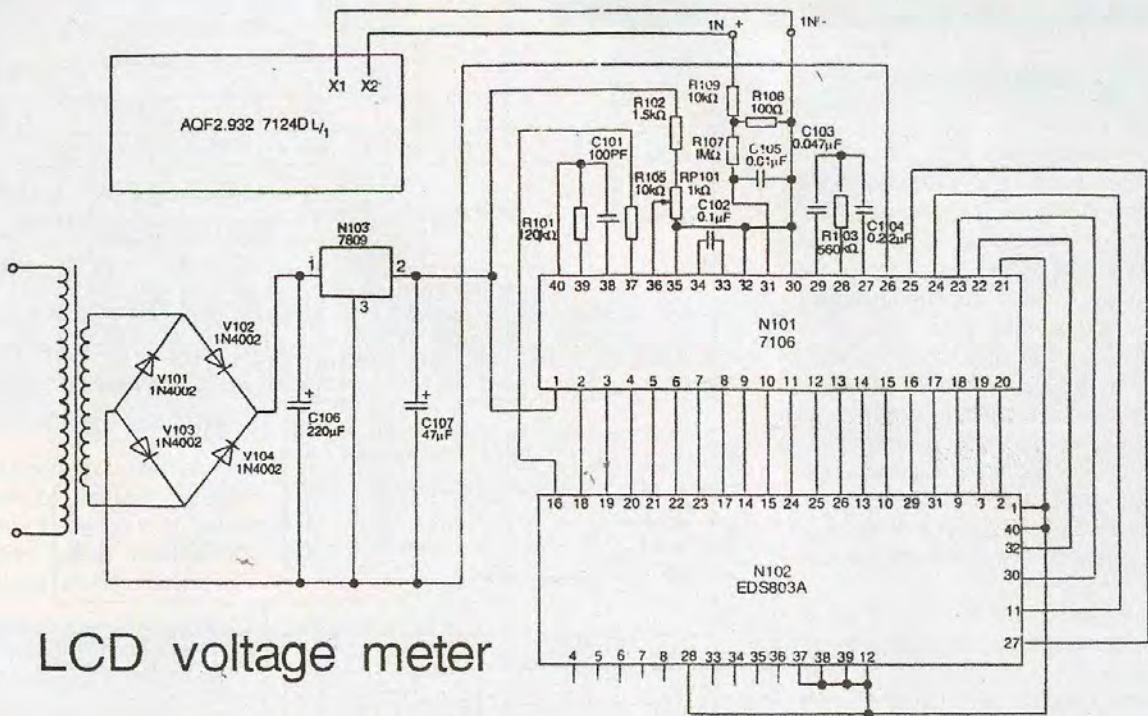 1N + 1N -
X1 X2
AQF2.932 7124DL/1
R109
10kΩ
R108
100Ω
R102
1.5kΩ
C103
0.047µF
R107
1MΩ
C105
0.01µF
C101
100PF
R105
10kΩ
RP101
1kΩ
C102
0.1µF
R101
120kΩ
R103
560kΩ
C104
0.22µF
N103
7809
1 2
3
40 39 38 37 36 35 34 33 32 31 30 29 28 27 26 25 24 23 22 21
N101
7106
1 2 3 4 5 6 7 8 9 10 11 12 13 14 15 16 17 18 19 20
V102
1N4002
V101
1N4002
V103
1N4002
V104
1N4002
+
C106
220µF
+
C107
47µF
16 18 19 20 21 22 23 17 14 15 24 25 26 13 10 29 31 9 3 2
1
40
32
30
11
27
N102
EDS803A
4 5 6 7 8 28 33 34 35 36 37 38 39 12
LCD voltage meter